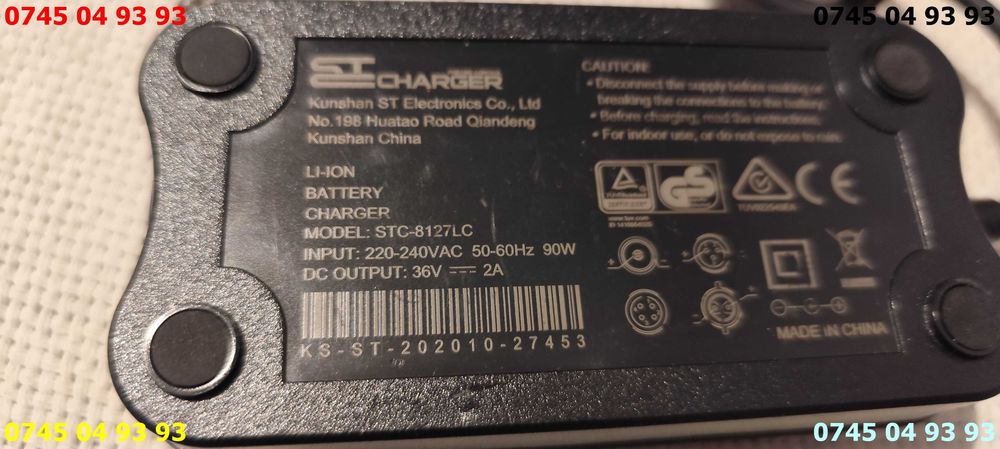 0745 04 93 93
0745 04 93 93
ST
CHARGER
Kunshan ST Electronics Co., Ltd
No.198 Huatao Road Qiandeng
Kunshan China
LI-ION
BATTERY
CHARGER
MODEL: STC-8127LC
INPUT: 220-240VAC 50-60Hz 90W
DC OUTPUT: 36V 2A
KS-ST-202010-27453
CAUTION:
• Disconnect the supply before making or
breaking the connections to the battery.
• Before charging, read the instructions.
• For indoor use, or do not expose to rain.
GS
CE
MADE IN CHINA
0745 04 93 93
0745 04 93 93